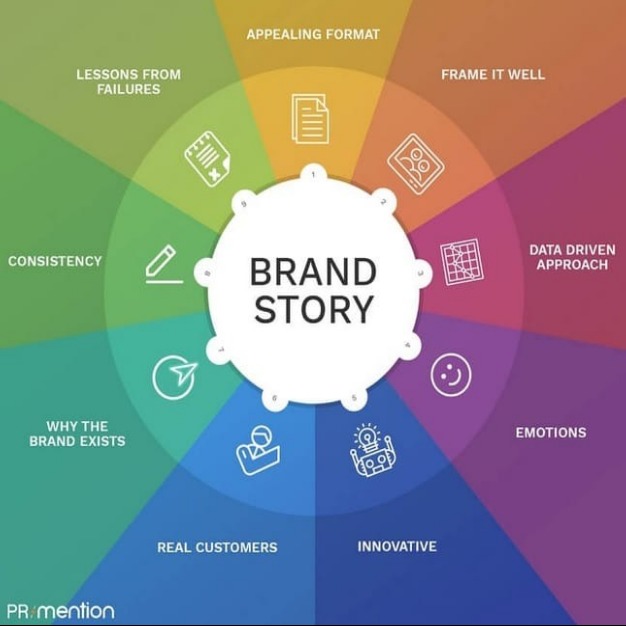 APPEALING FORMAT
FRAME IT WELL
DATA DRIVEN
APPROACH
EMOTIONS
INNOVATIVE
REAL CUSTOMERS
WHY THE
BRAND EXISTS
CONSISTENCY
LESSONS FROM
FAILURES
1
2
3
4
5
6
7
8
9
BRAND
STORY
PR mention